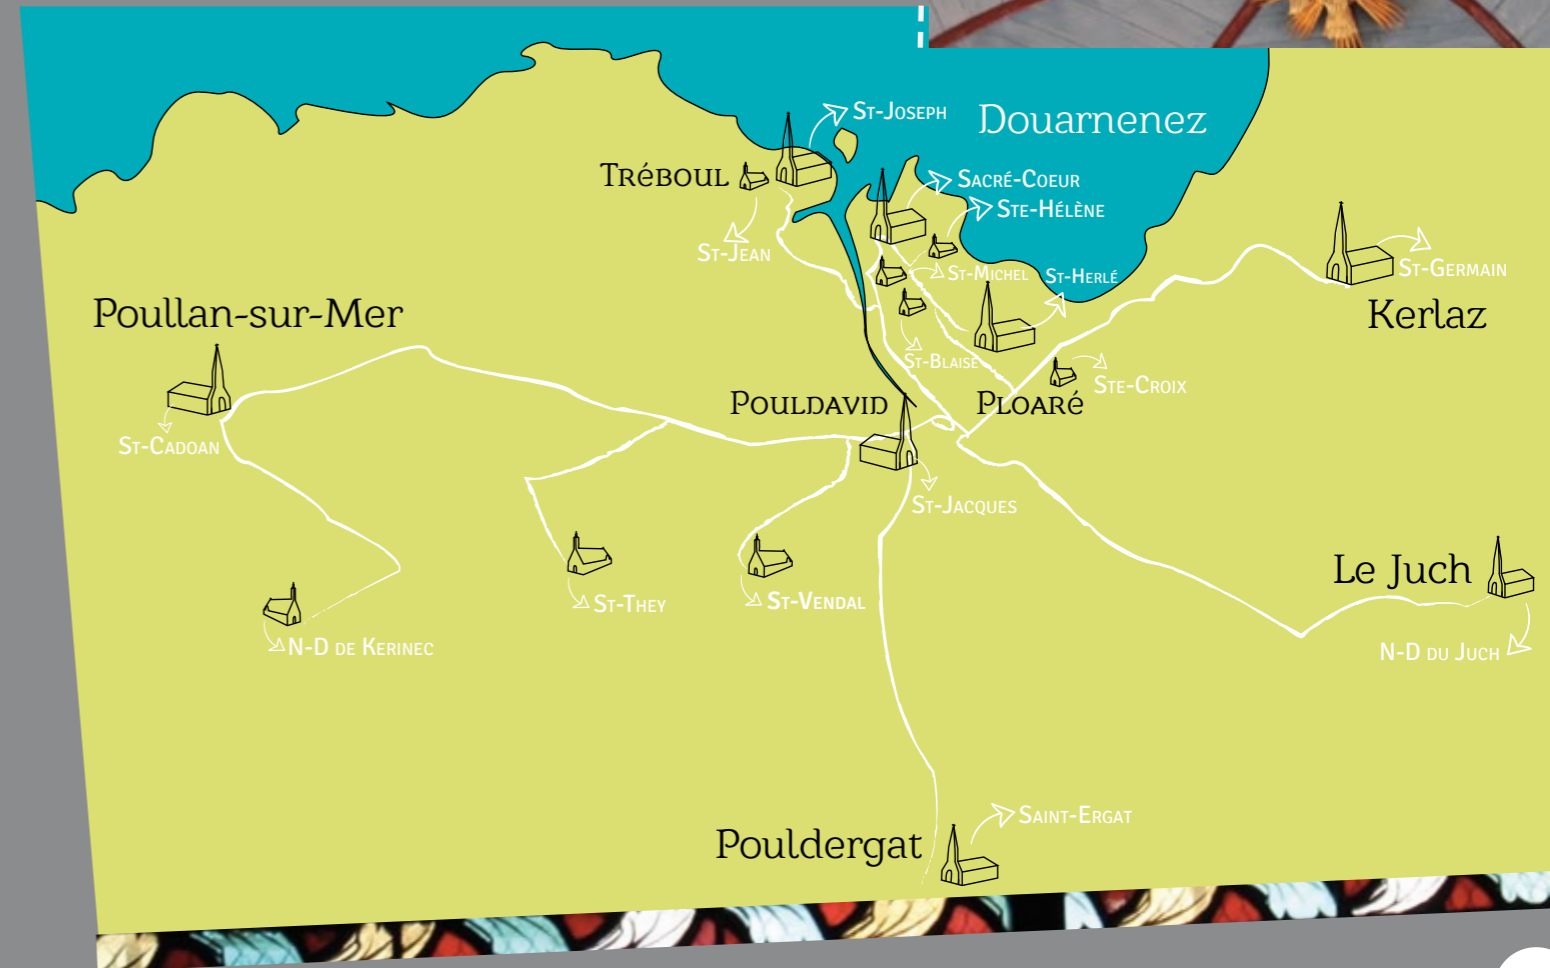 St-Joseph
Douarnenez
Tréboul
Sacré-Coeur
Ste-Hélène
St-Jean
St-Michel
St-Herlé
St-Germain
Poullan-sur-Mer
Kerlaz
St-Blaise
Ste-Croix
Pouldavid
Ploaré
St-Cadoan
St-Jacques
Le Juch
St-They
St-Vendal
N-D de Kerinec
N-D du Juch
Saint-Ergat
Pouldergat